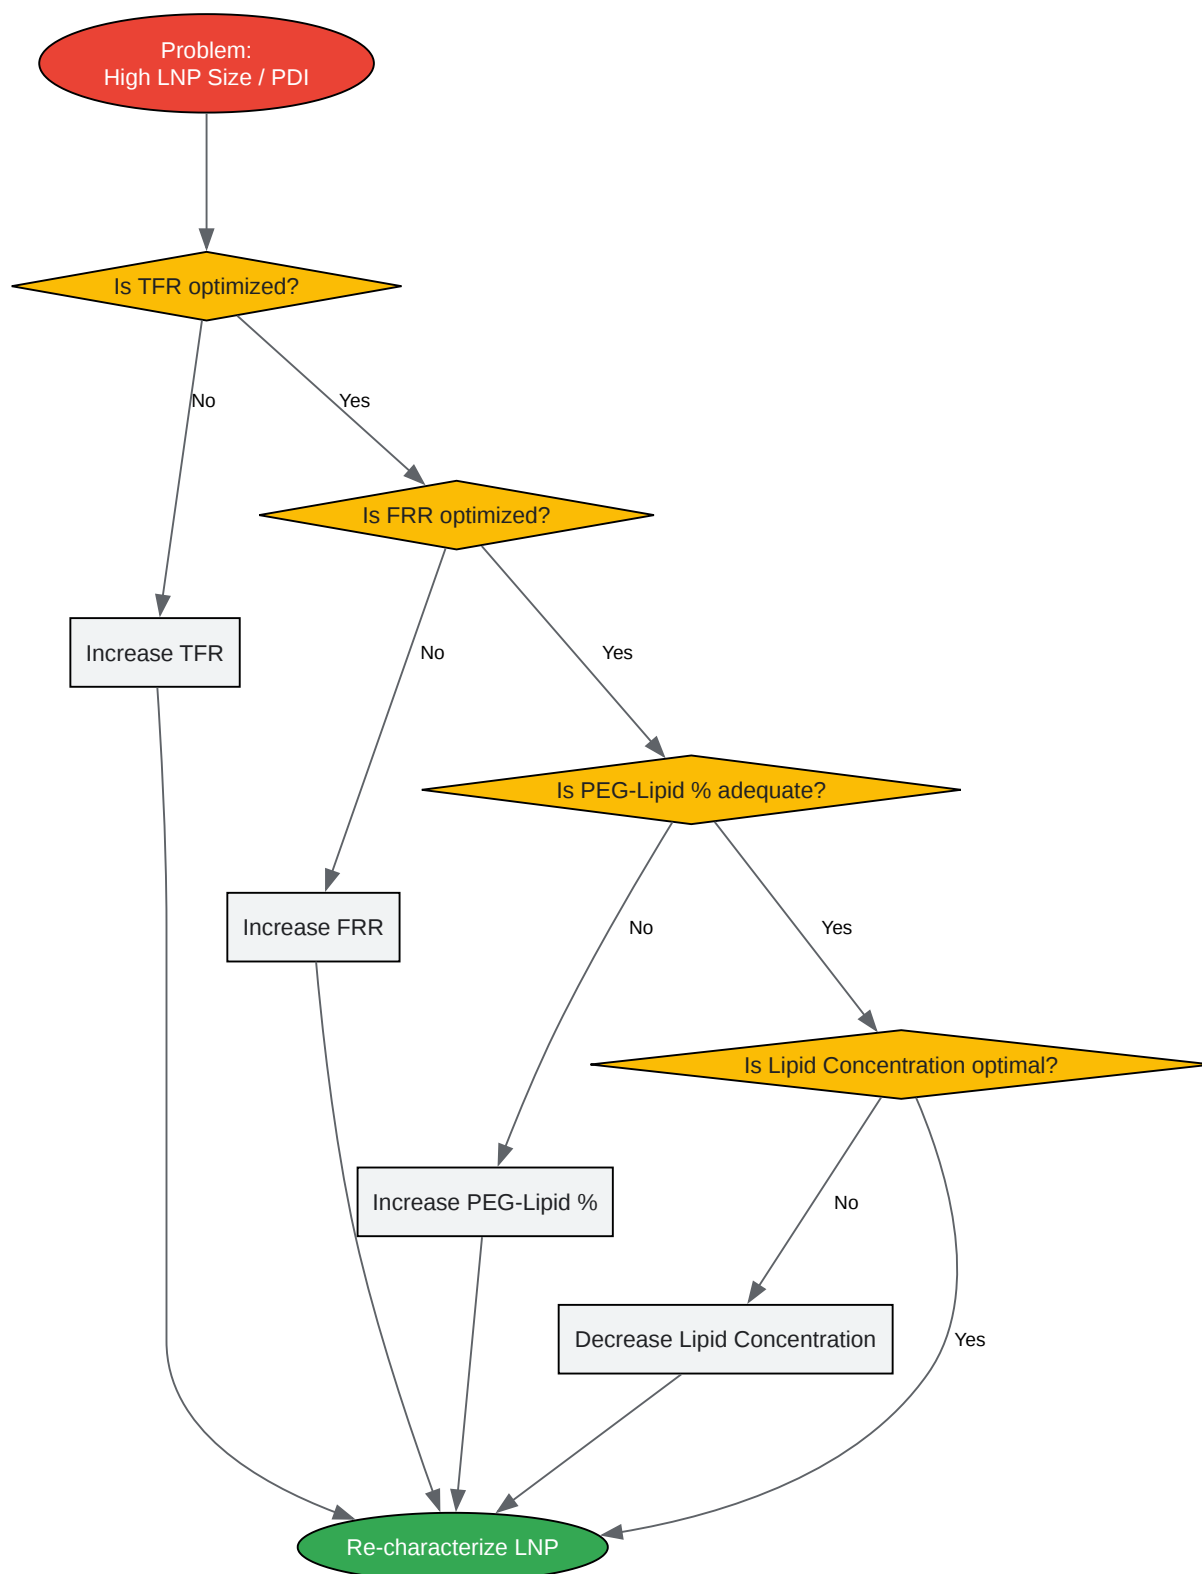 Problem:
High LNP Size / PDI
Is TFR optimized?
No
Yes
Is FRR optimized?
Increase TFR
No
Yes
Is PEG-Lipid % adequate?
Increase FRR
No
Yes
Is Lipid Concentration optimal?
Increase PEG-Lipid %
No
Decrease Lipid Concentration
Yes
Re-characterize LNP